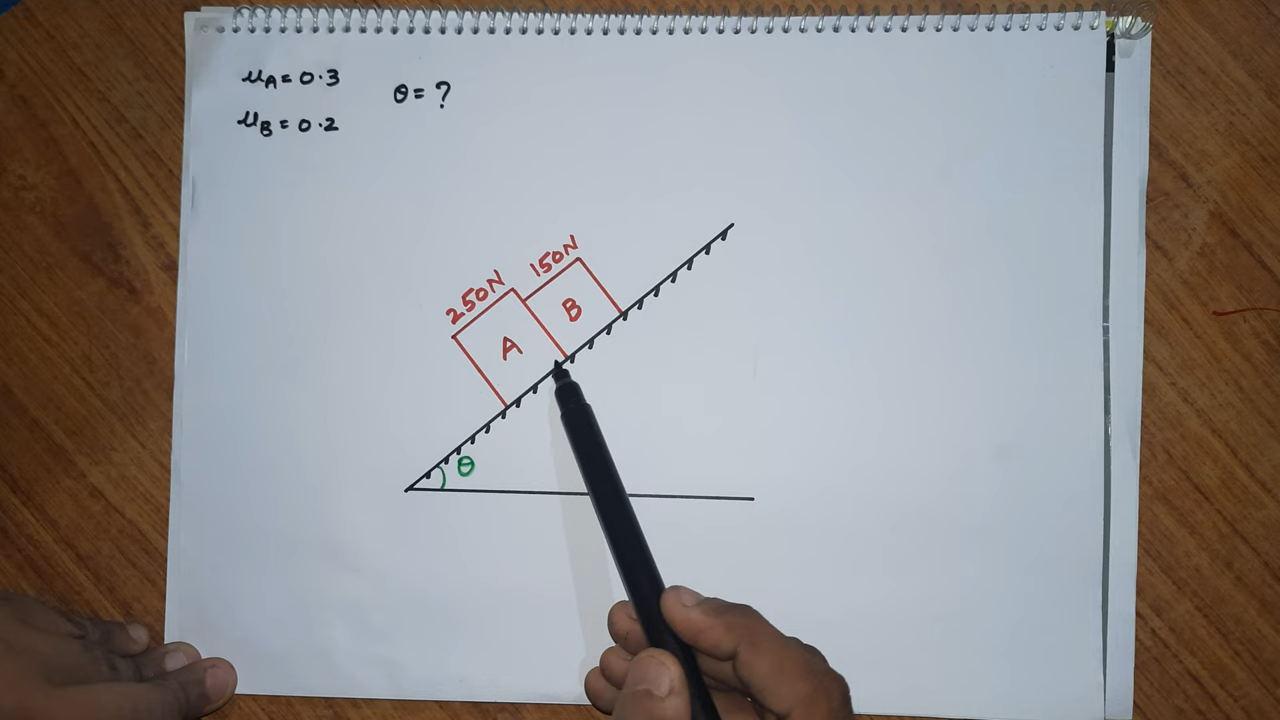 μA = 0.3
θ = ?
μB = 0.2
250N
150N
A
B
θ